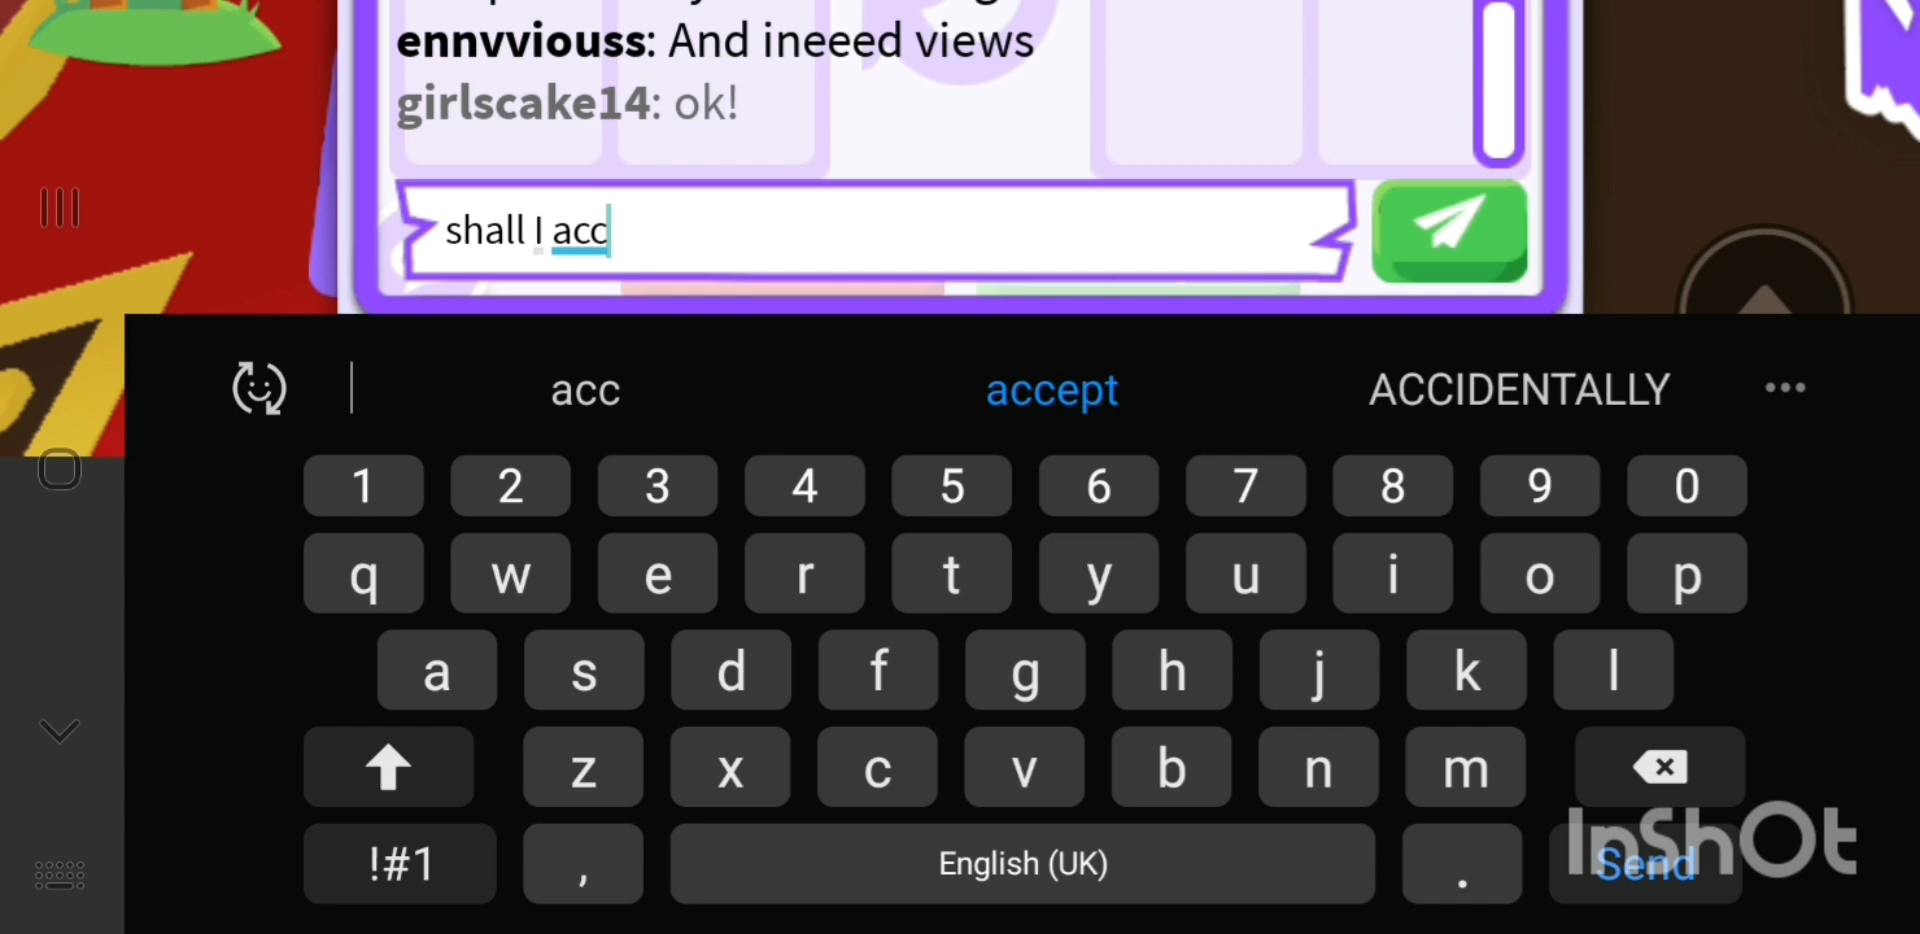 ennvviouss: And ineeed views
girlscake14: ok!
shall I acc
acc accept ACCIDENTALLY
1 2 3 4 5 6 7 8 9 0
q w e r t y u i o p
a s d f g h j k l
z x c v b n m
!#1 , English (UK) . Send
InShOt